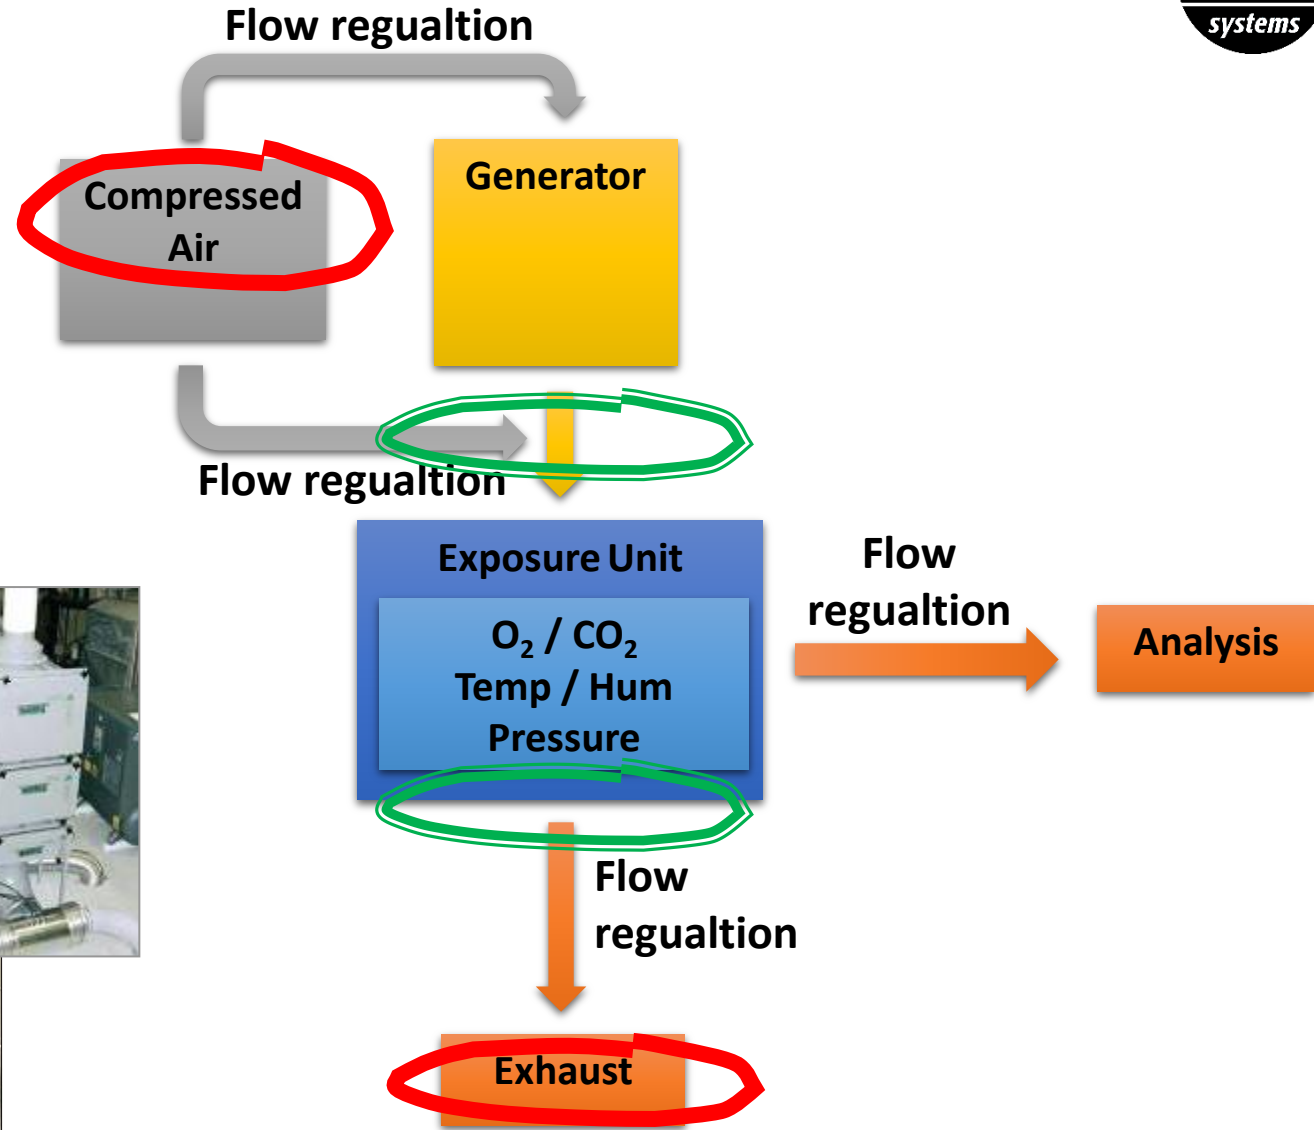 systems
Flow regualtion
Compressed
Air
Generator
Flow regualtion
Exposure Unit
O₂ / CO₂
Temp / Hum
Pressure
Flow
regualtion
Analysis
Flow
regualtion
Exhaust